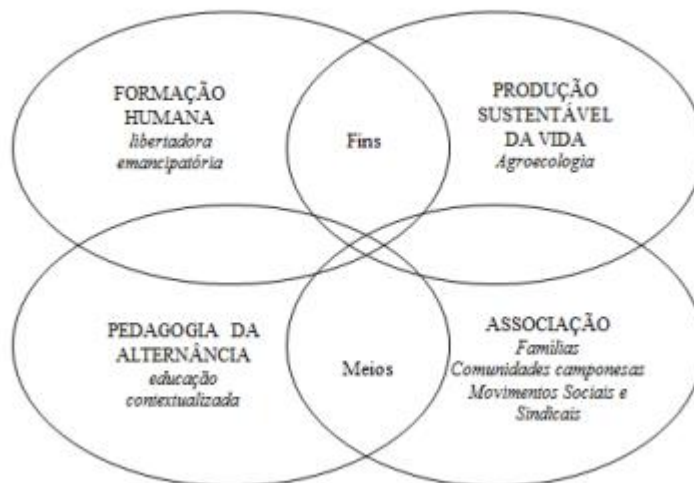 FORMAÇÃO
HUMANA
libertadora
emancipatória
Fins
PRODUÇÃO
SUSTENTÁVEL
DA VIDA
Agroecologia
PEDAGOGIA DA
ALTERNÂNCIA
educação
contextualizada
Meios
ASSOCIAÇÃO
Famílias
Comunidades camponesas
Movimentos Sociais e
Sindicais